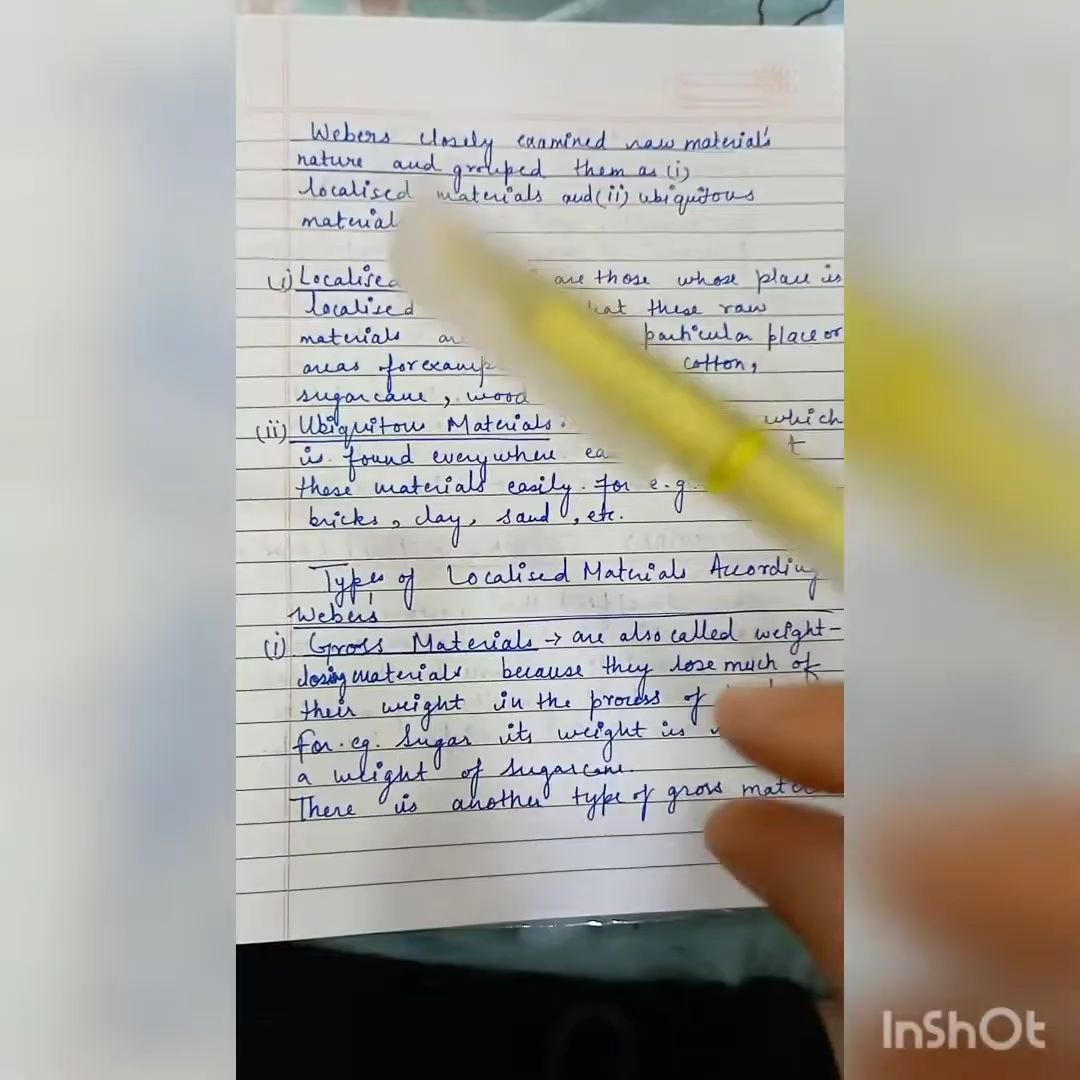 Webers closely examined raw material's
nature and grouped them as (i)
localised materials and (ii) ubiquitous
material
(i) Localised are those whose place is
localised that these raw
materials particular place or
areas for examp cotton,
sugarcane, wood
(ii) Ubiquitous Materials. which
is found everywhere
these materials easily. for e.g.
bricks, clay, sand, etc.
Types of Localised Materials According
Webers
(i) Gross Materials → are also called weight-
losing materials because they lose much of
their weight in the process of
For. eg. Sugar its weight is
a weight of sugarcane.
There is another type of gross mate
InShOt